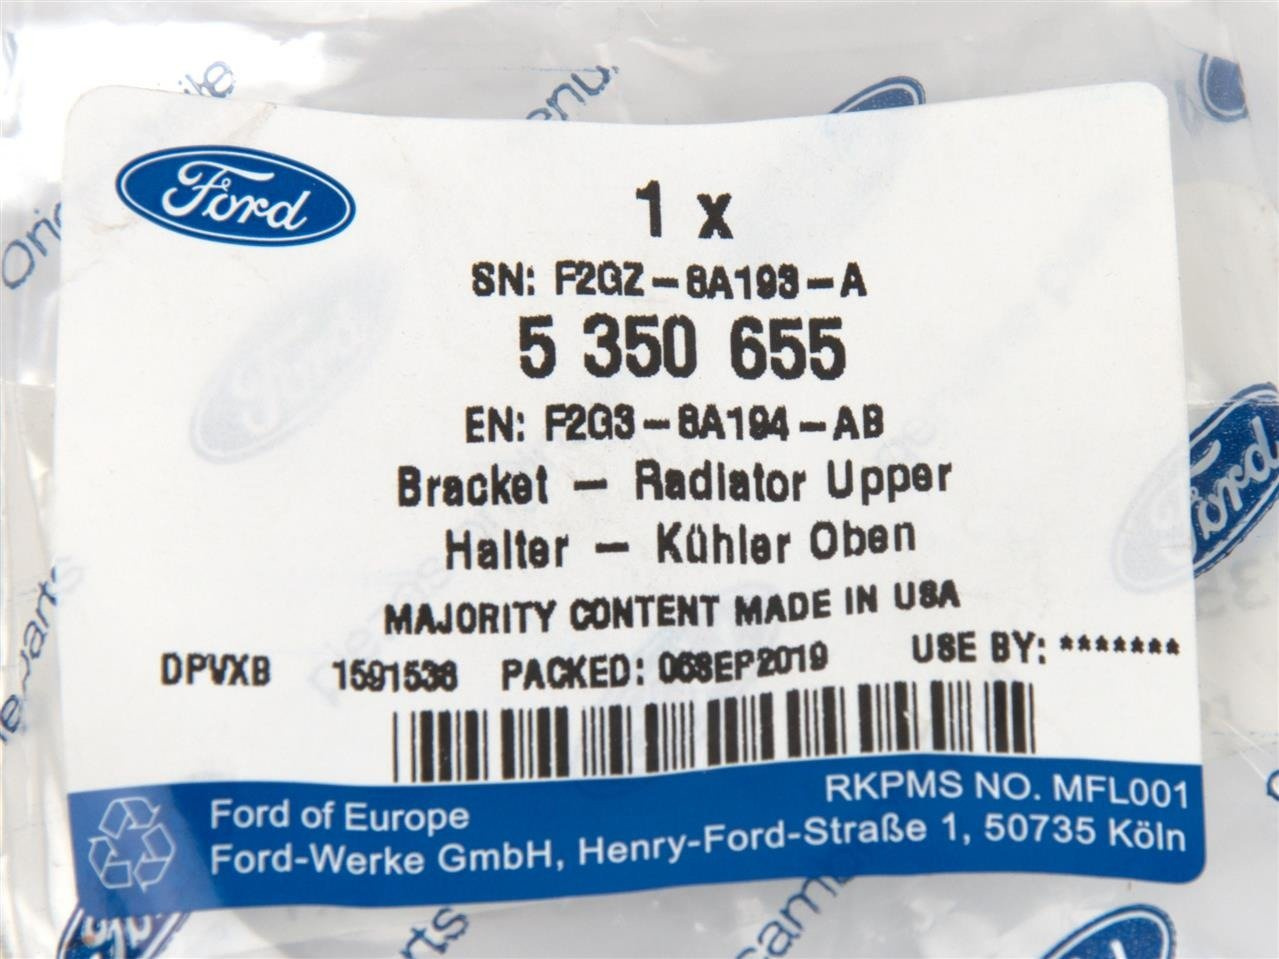 Ford
1 x
SN: F2GZ-8A193-A
5 350 655
EN: F2G3-8A194-AB
Bracket - Radiator Upper
Halter - Kühler Oben
MAJORITY CONTENT MADE IN USA
DPVXB 1591536 PACKED: 06SEP2019 USE BY: *******
RKPMS NO. MFL001
Ford of Europe
Ford-Werke GmbH, Henry-Ford-Straße 1, 50735 Köln
Ford